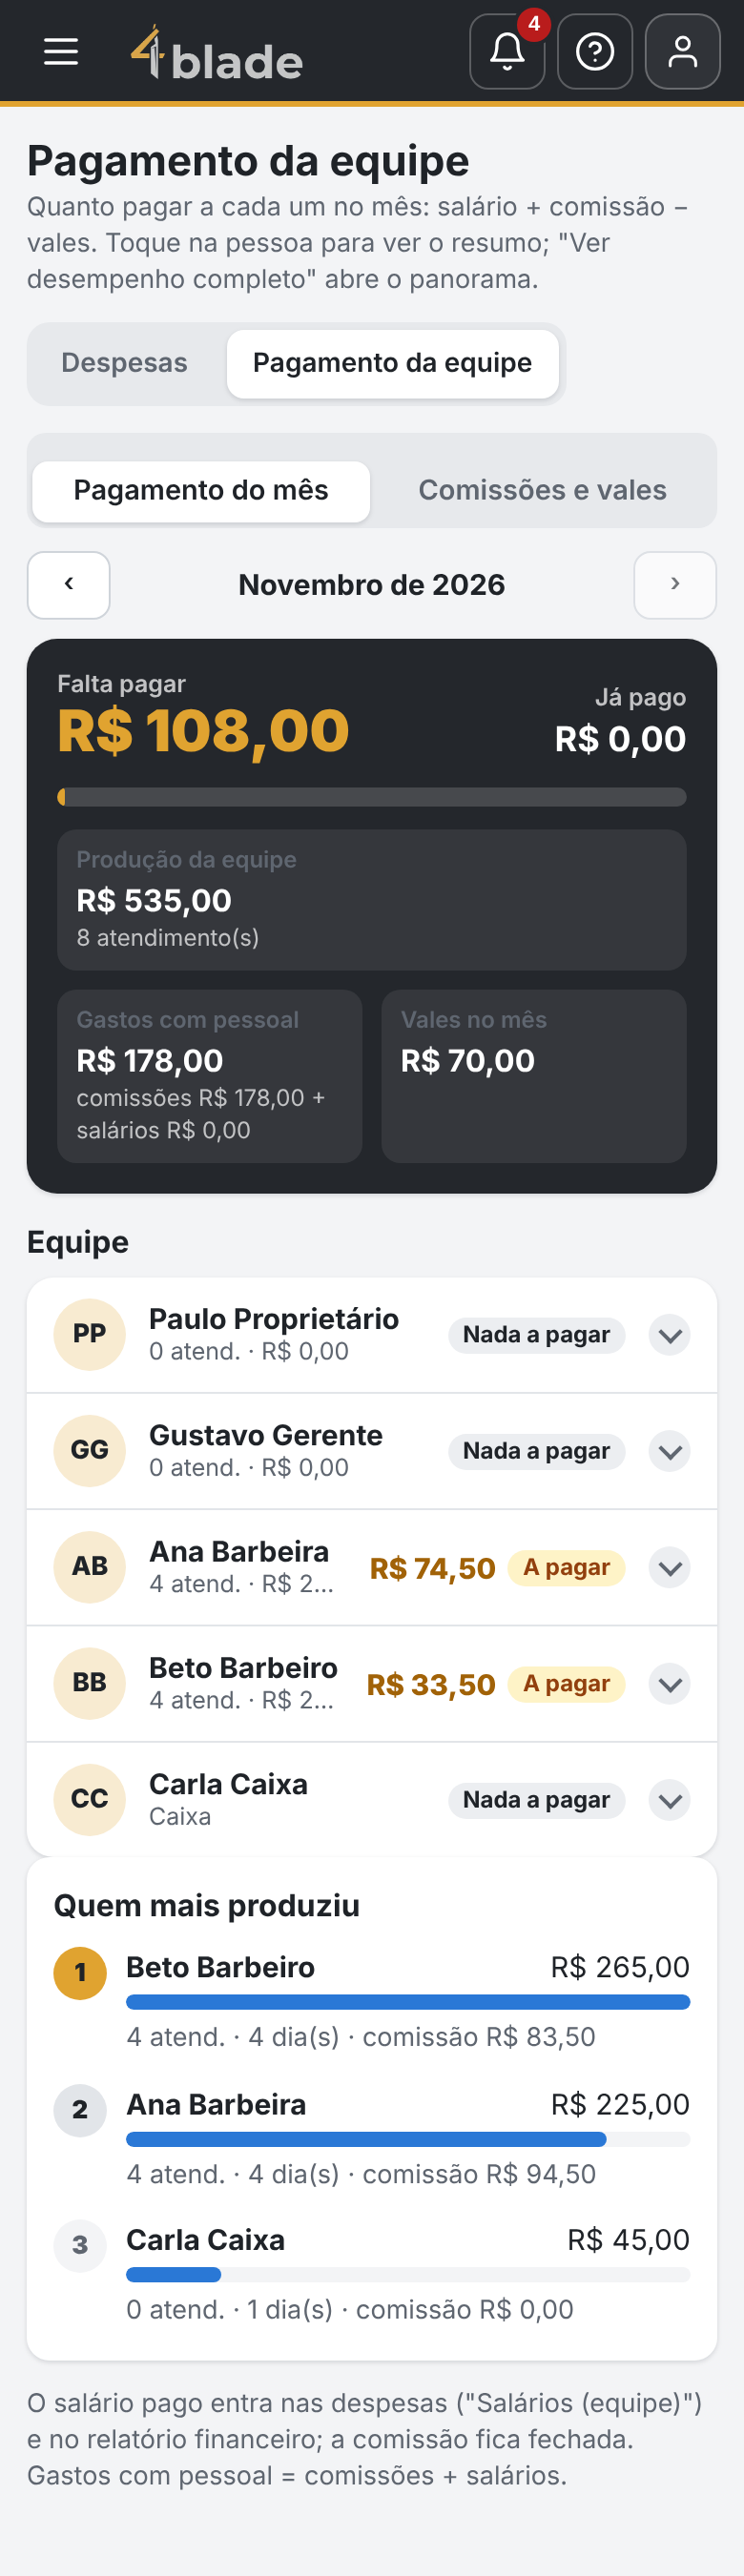 4blade
4
Pagamento da equipe
Quanto pagar a cada um no mês: salário + comissão −
vales. Toque na pessoa para ver o resumo; "Ver
desempenho completo" abre o panorama.
Despesas
Pagamento da equipe
Pagamento do mês
Comissões e vales
‹
Novembro de 2026
›
Falta pagar
R$ 108,00
Já pago
R$ 0,00
Produção da equipe
R$ 535,00
8 atendimento(s)
Gastos com pessoal
R$ 178,00
comissões R$ 178,00 +
salários R$ 0,00
Vales no mês
R$ 70,00
Equipe
PP
Paulo Proprietário
0 atend. · R$ 0,00
Nada a pagar
GG
Gustavo Gerente
0 atend. · R$ 0,00
Nada a pagar
AB
Ana Barbeira
4 atend. · R$ 2...
R$ 74,50
A pagar
BB
Beto Barbeiro
4 atend. · R$ 2...
R$ 33,50
A pagar
CC
Carla Caixa
Caixa
Nada a pagar
Quem mais produziu
1
Beto Barbeiro
R$ 265,00
4 atend. · 4 dia(s) · comissão R$ 83,50
2
Ana Barbeira
R$ 225,00
4 atend. · 4 dia(s) · comissão R$ 94,50
3
Carla Caixa
R$ 45,00
0 atend. · 1 dia(s) · comissão R$ 0,00
O salário pago entra nas despesas ("Salários (equipe)")
e no relatório financeiro; a comissão fica fechada.
Gastos com pessoal = comissões + salários.